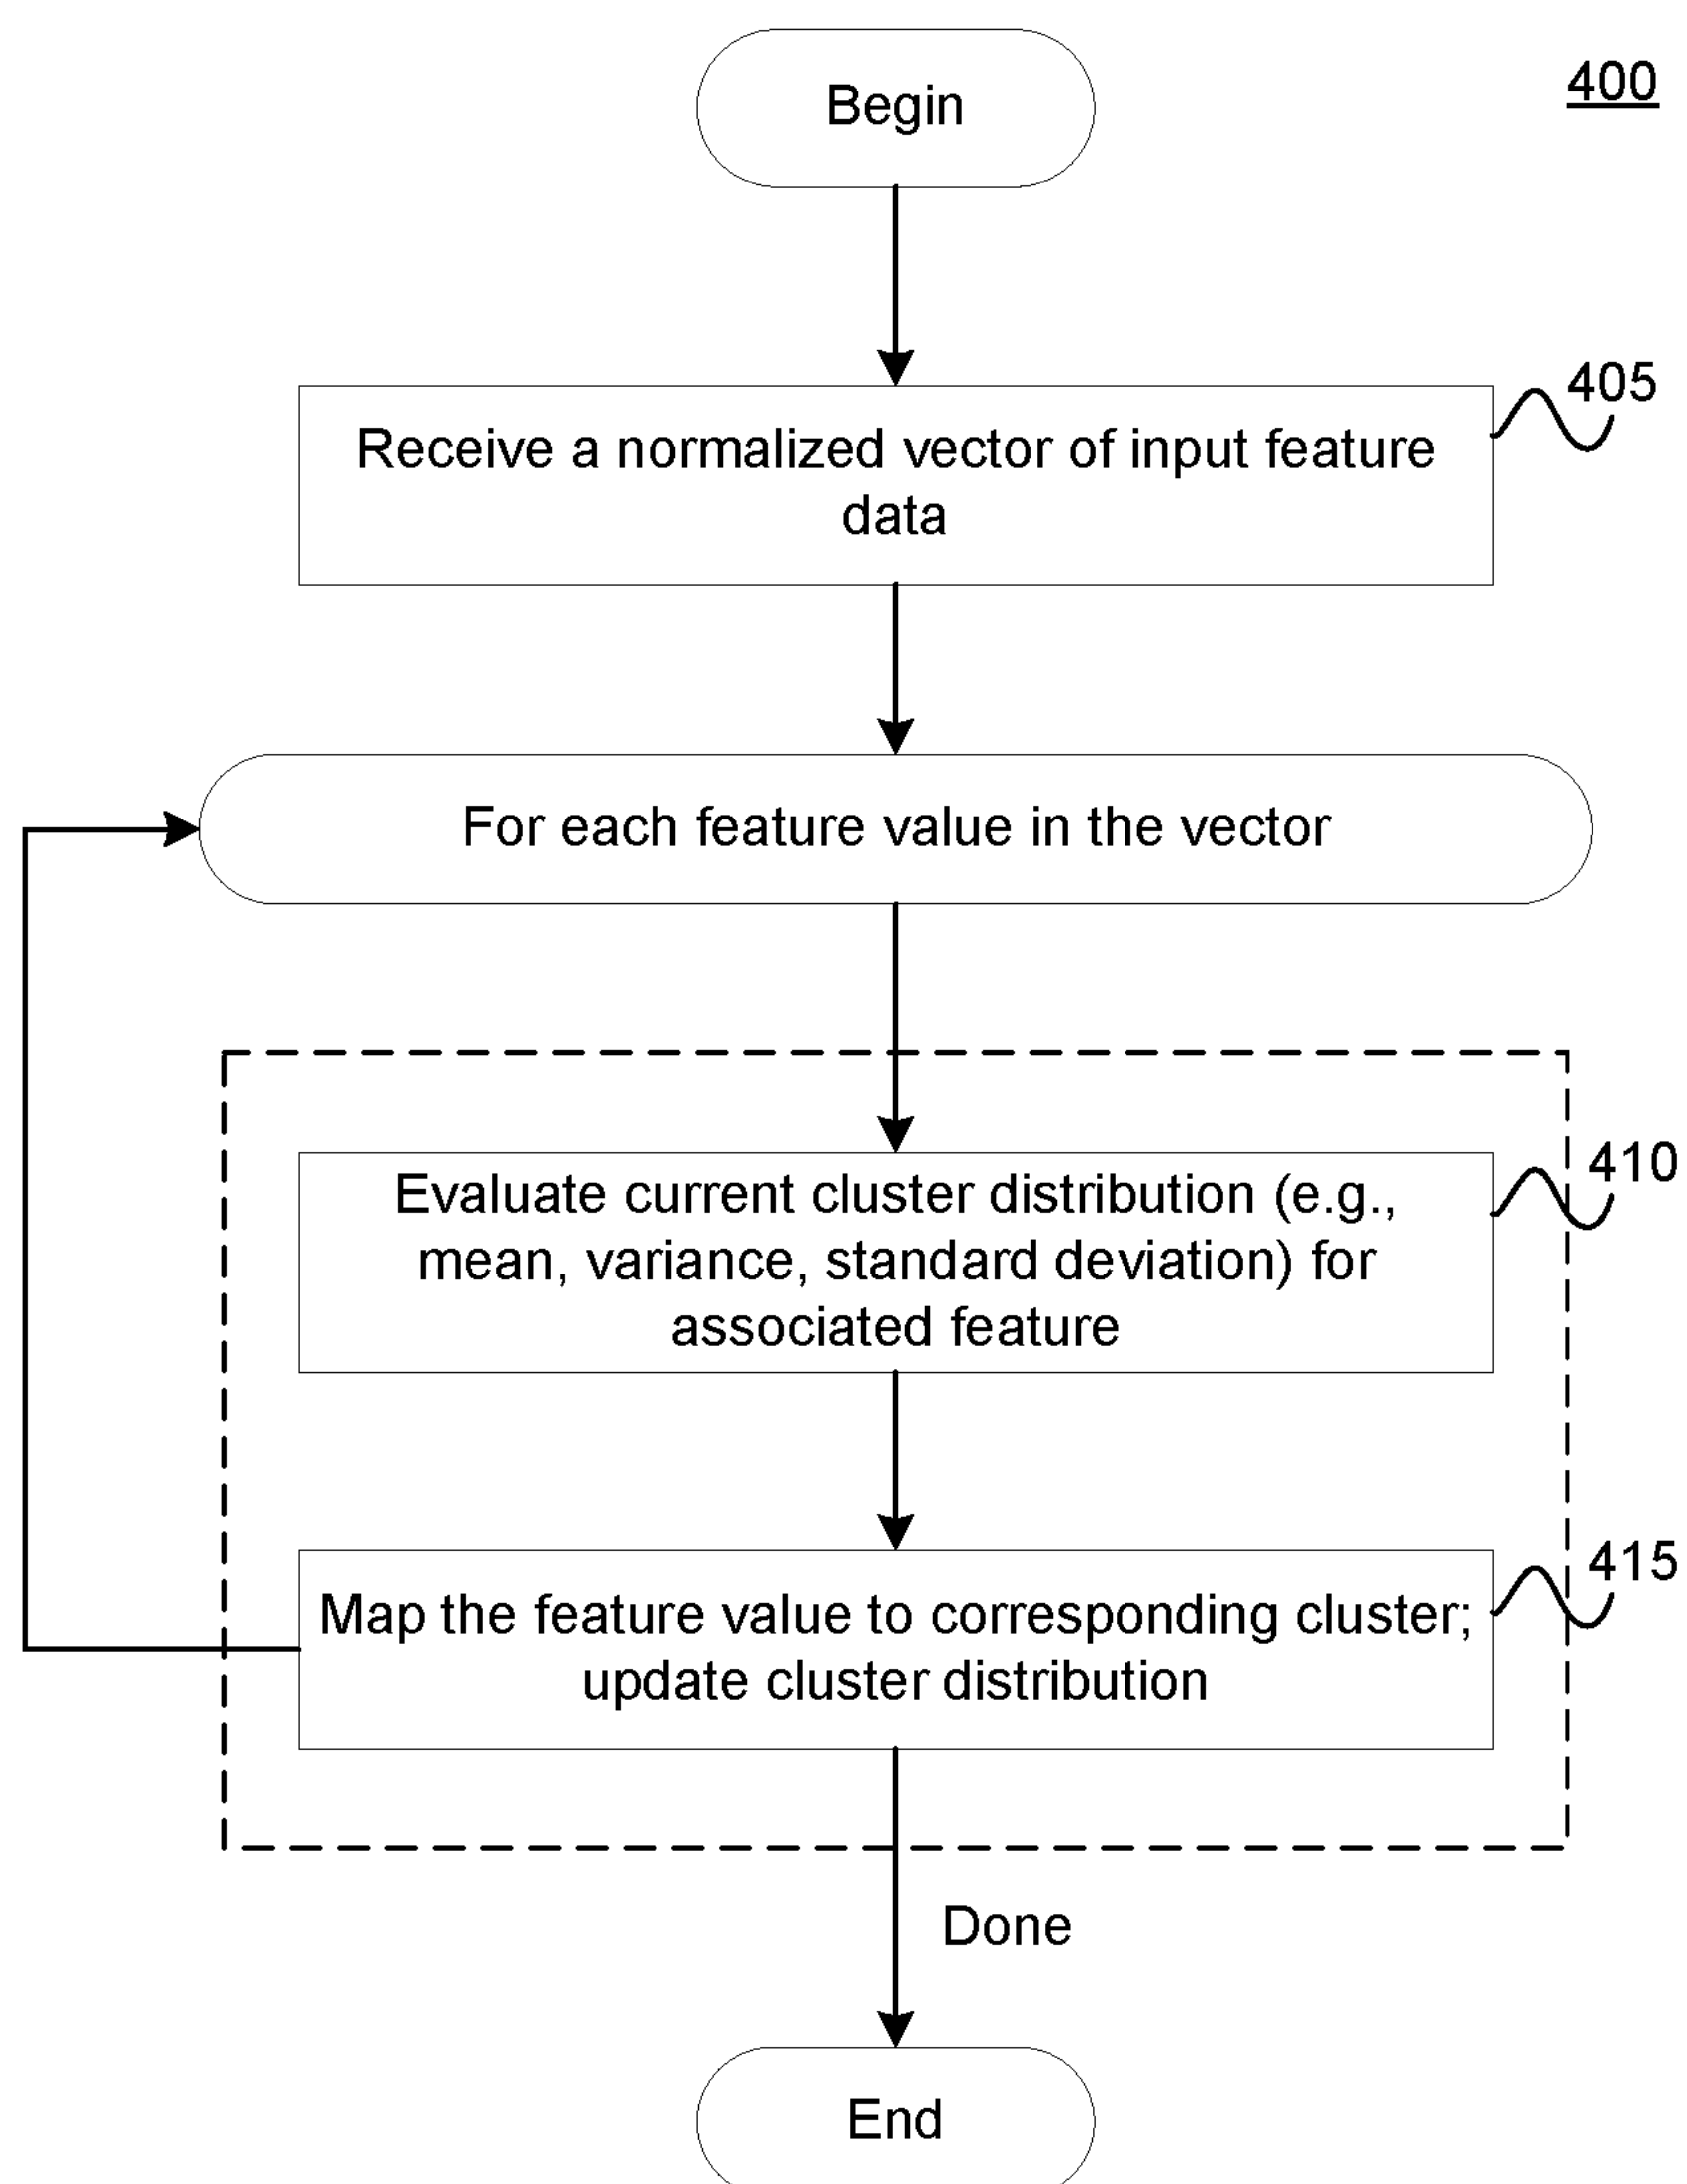 Begin
400
405
Receive a normalized vector of input feature
data
For each feature value in the vector
410
Evaluate current cluster distribution (e.g.,
mean, variance, standard deviation) for
associated feature
415
Map the feature value to corresponding cluster;
update cluster distribution
Done
End